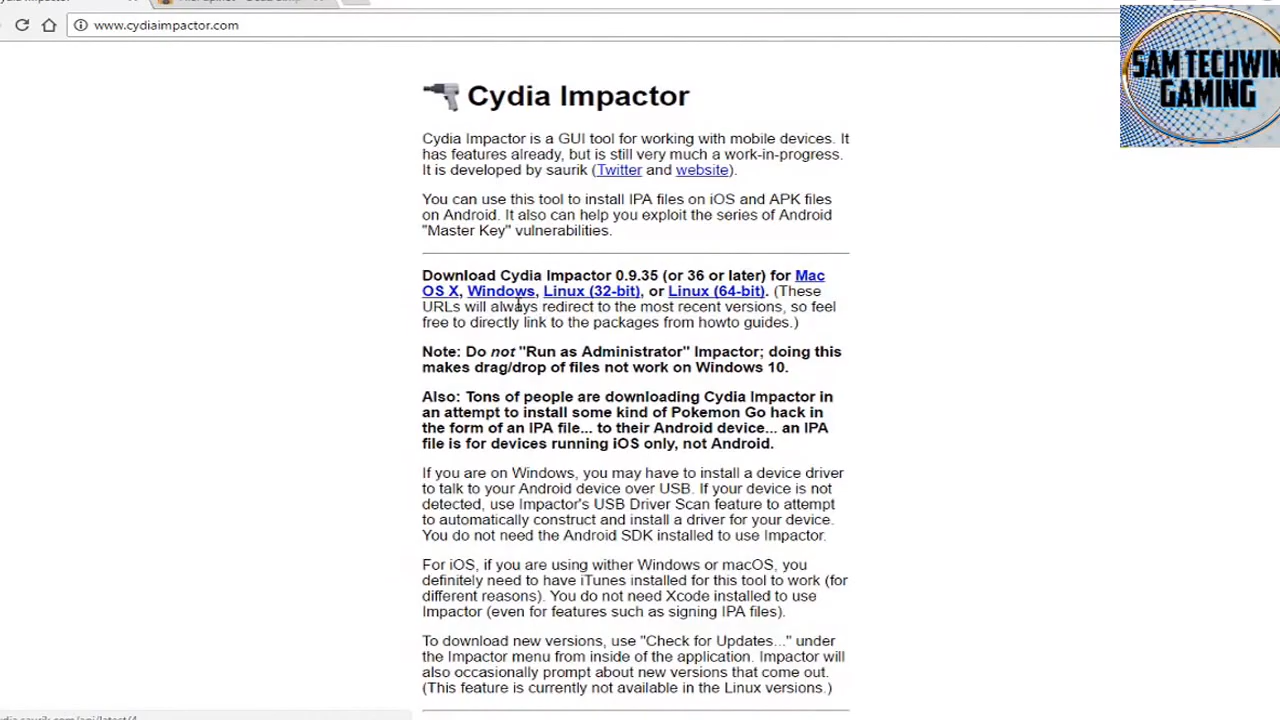 www.cydiaimpactor.com
SAM TECHWIN
GAMING
Cydia Impactor
Cydia Impactor is a GUI tool for working with mobile devices. It
has features already, but is still very much a work-in-progress.
It is developed by saurik (Twitter and website).
You can use this tool to install IPA files on iOS and APK files
on Android. It also can help you exploit the series of Android
"Master Key" vulnerabilities.
Download Cydia Impactor 0.9.35 (or 36 or later) for Mac
OS X, Windows, Linux (32-bit), or Linux (64-bit). (These
URLs will always redirect to the most recent versions, so feel
free to directly link to the packages from howto guides.)
Note: Do not "Run as Administrator" Impactor; doing this
makes drag/drop of files not work on Windows 10.
Also: Tons of people are downloading Cydia Impactor in
an attempt to install some kind of Pokemon Go hack in
the form of an IPA file... to their Android device... an IPA
file is for devices running iOS only, not Android.
If you are on Windows, you may have to install a device driver
to talk to your Android device over USB. If your device is not
detected, use Impactor's USB Driver Scan feature to attempt
to automatically construct and install a driver for your device.
You do not need the Android SDK installed to use Impactor.
For iOS, if you are using wither Windows or macOS, you
definitely need to have iTunes installed for this tool to work (for
different reasons). You do not need Xcode installed to use
Impactor (even for features such as signing IPA files).
To download new versions, use "Check for Updates..." under
the Impactor menu from inside of the application. Impactor will
also occasionally prompt about new versions that come out.
(This feature is currently not available in the Linux versions.)